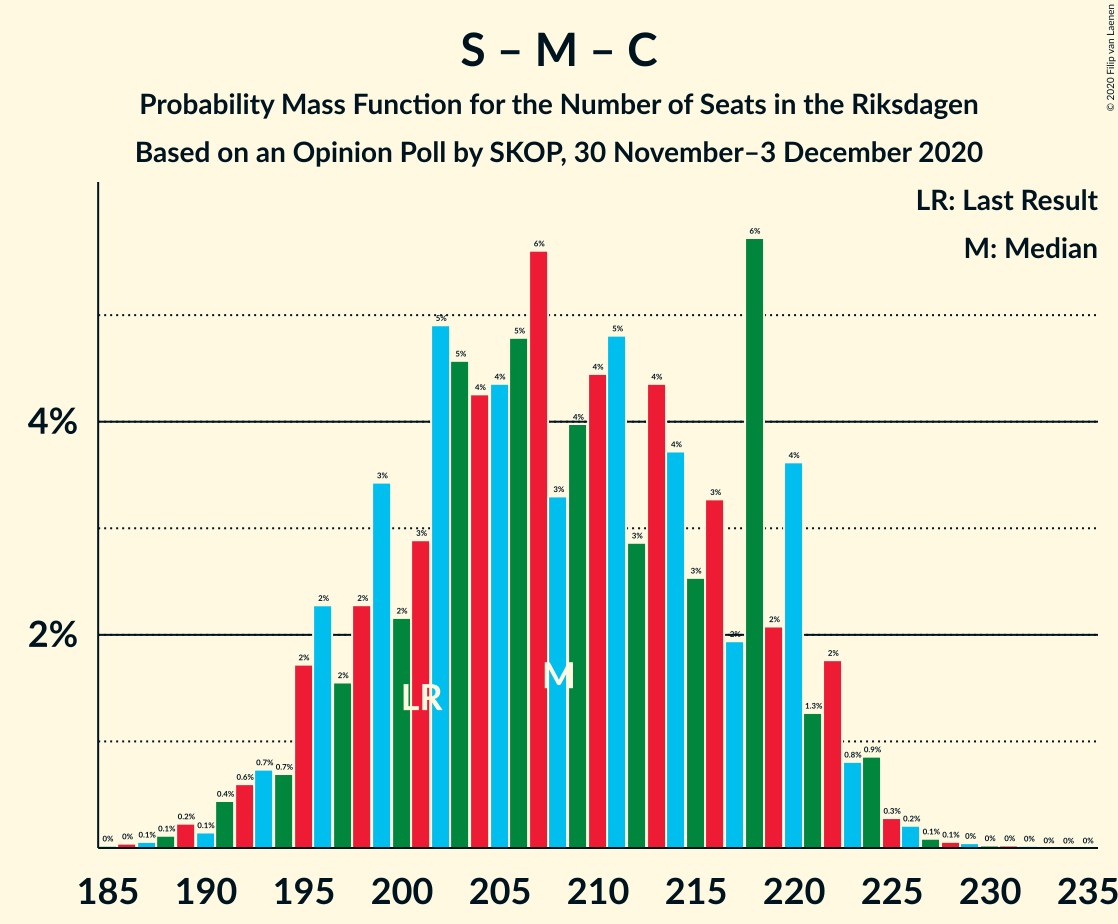 S – M – C
Probability Mass Function for the Number of Seats in the Riksdagen
Based on an Opinion Poll by SKOP, 30 November–3 December 2020
© 2020 Filip van Laenen
LR: Last Result
M: Median
4%
2%
0% 0% 0.1% 0.1% 0.2% 0.1% 0.4% 0.6% 0.7% 0.7% 2% 2% 2% 2% 3% 2% 3% 5% 5% 4% 4% 5% 6% 3% 4% 4% 5% 3% 4% 4% 3% 3% 2% 6% 2% 4% 1.3% 2% 0.8% 0.9% 0.3% 0.2% 0.1% 0.1% 0% 0% 0% 0% 0% 0% 0%
LR
M
185 190 195 200 205 210 215 220 225 230 235